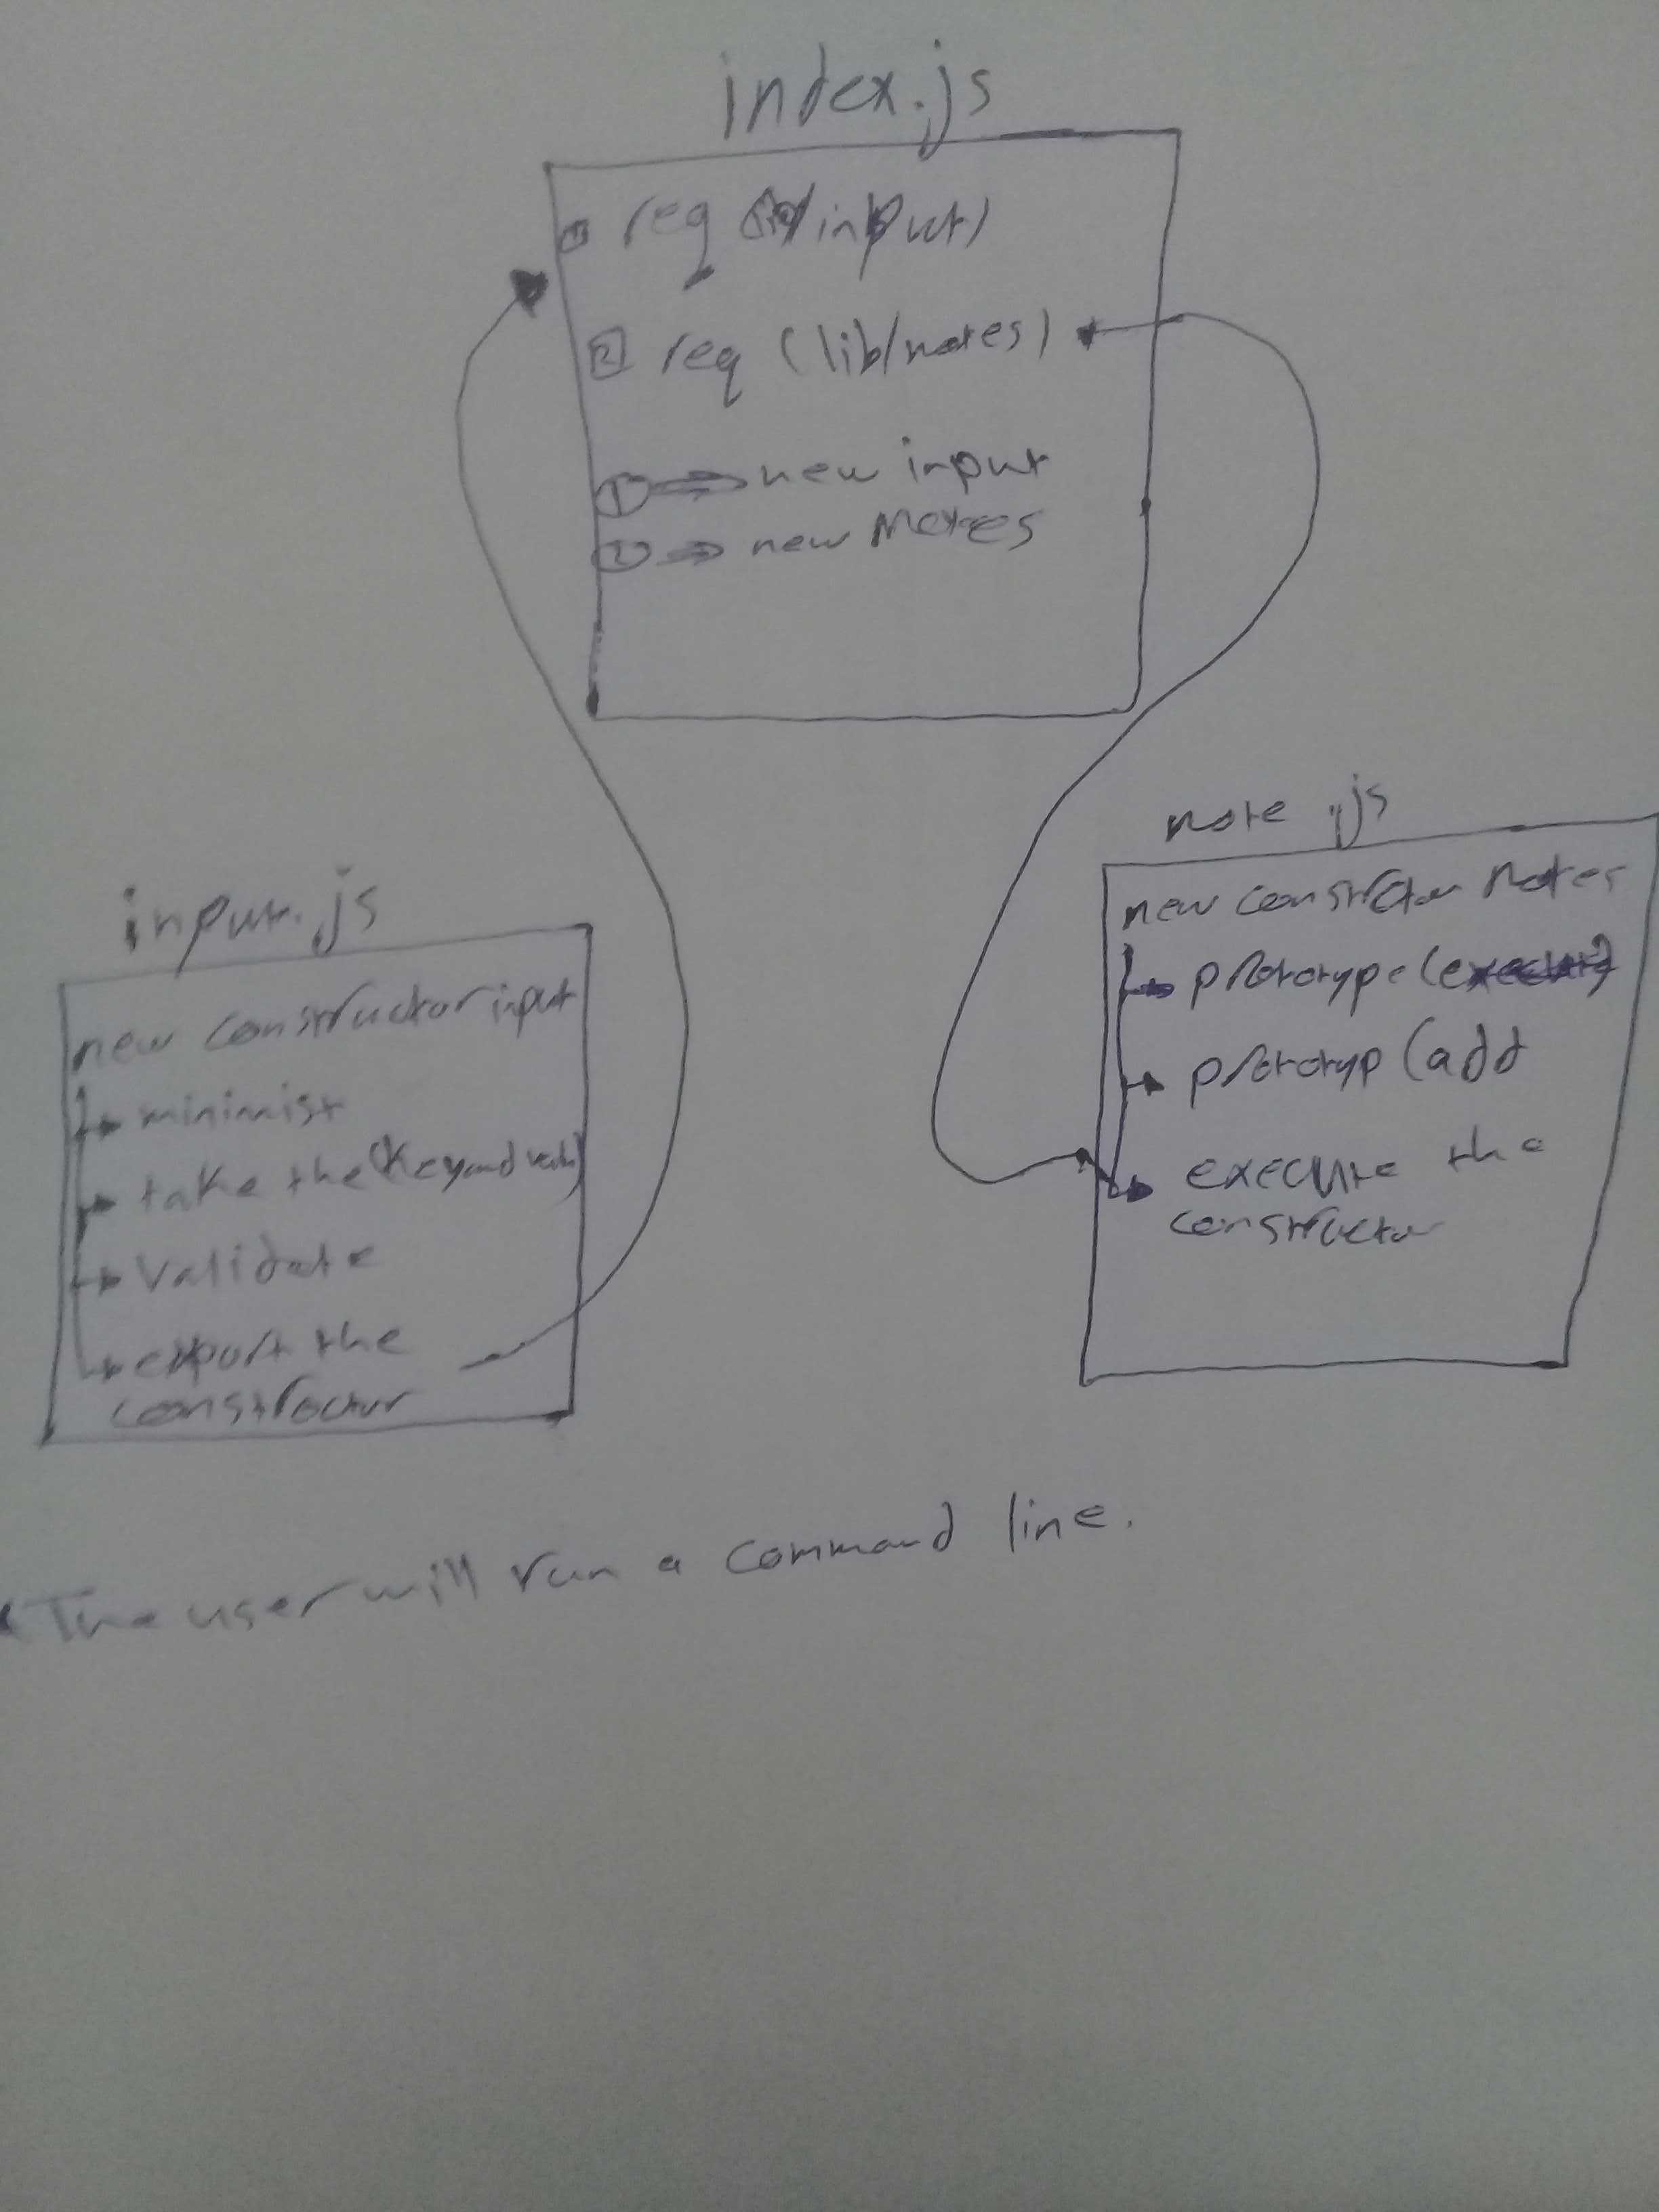 index.js
1 req (lib/input)
2 req (lib/notes)
1 new input
2 new Notes
input.js
new constructor input
minimist
take the (key and value)
Validate
export the
constructor
note.js
new constructor Notes
prototype (execute)
prototyp (add
execute the
constructor
The user will run a command line.